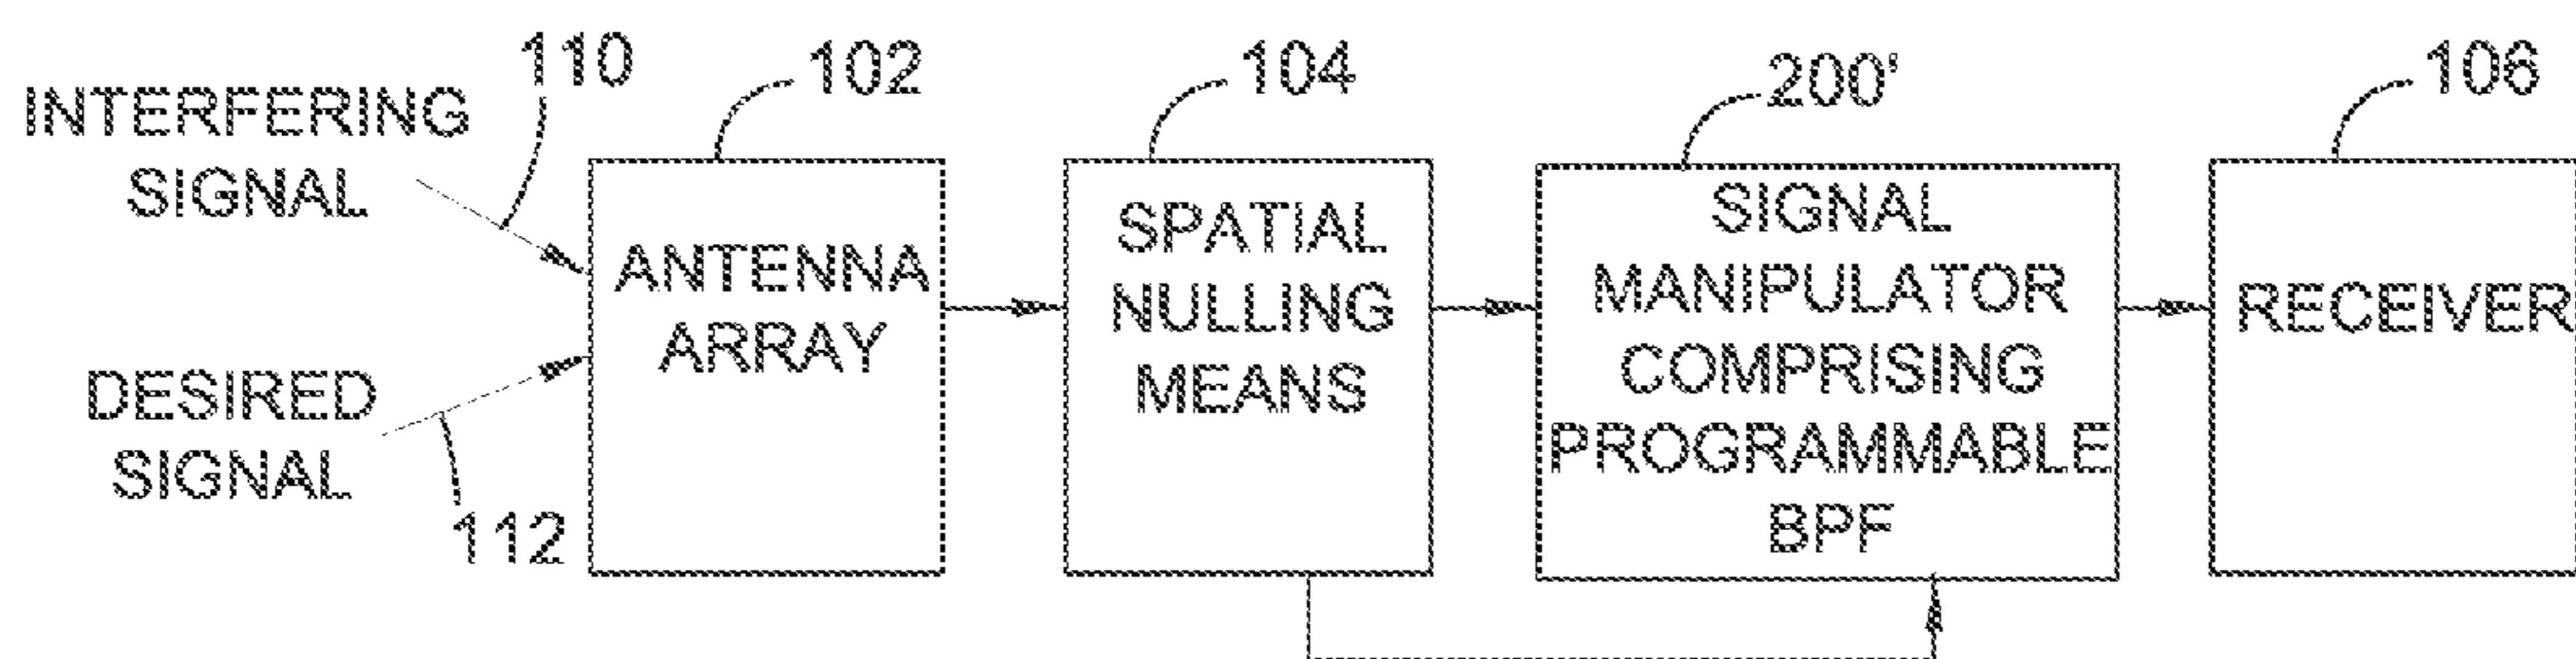 110
102
104
200'
106
INTERFERING
SIGNAL
DESIRED
SIGNAL
112
ANTENNA
ARRAY
SPATIAL
NULLING
MEANS
SIGNAL
MANIPULATOR
COMPRISING
PROGRAMMABLE
BPF
RECEIVER